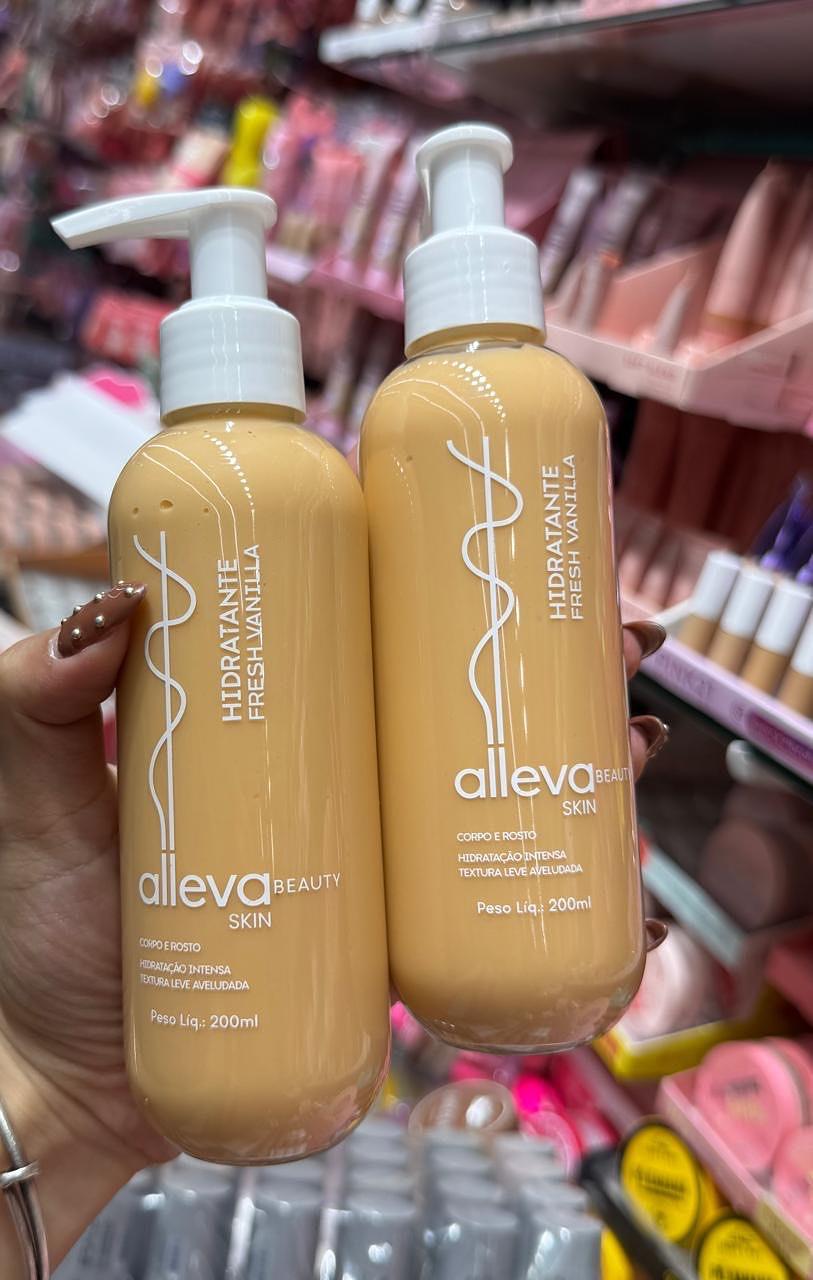 HIDRATANTE
FRESH VANILLA
alleva BEAUTY
SKIN
CORPO E ROSTO
HIDRATAÇÃO INTENSA
TEXTURA LEVE AVELUDADA
Peso Líq.: 200ml
HIDRATANTE
FRESH VANILLA
alleva BEAUTY
SKIN
CORPO E ROSTO
HIDRATAÇÃO INTENSA
TEXTURA LEVE AVELUDADA
Peso Líq.: 200ml